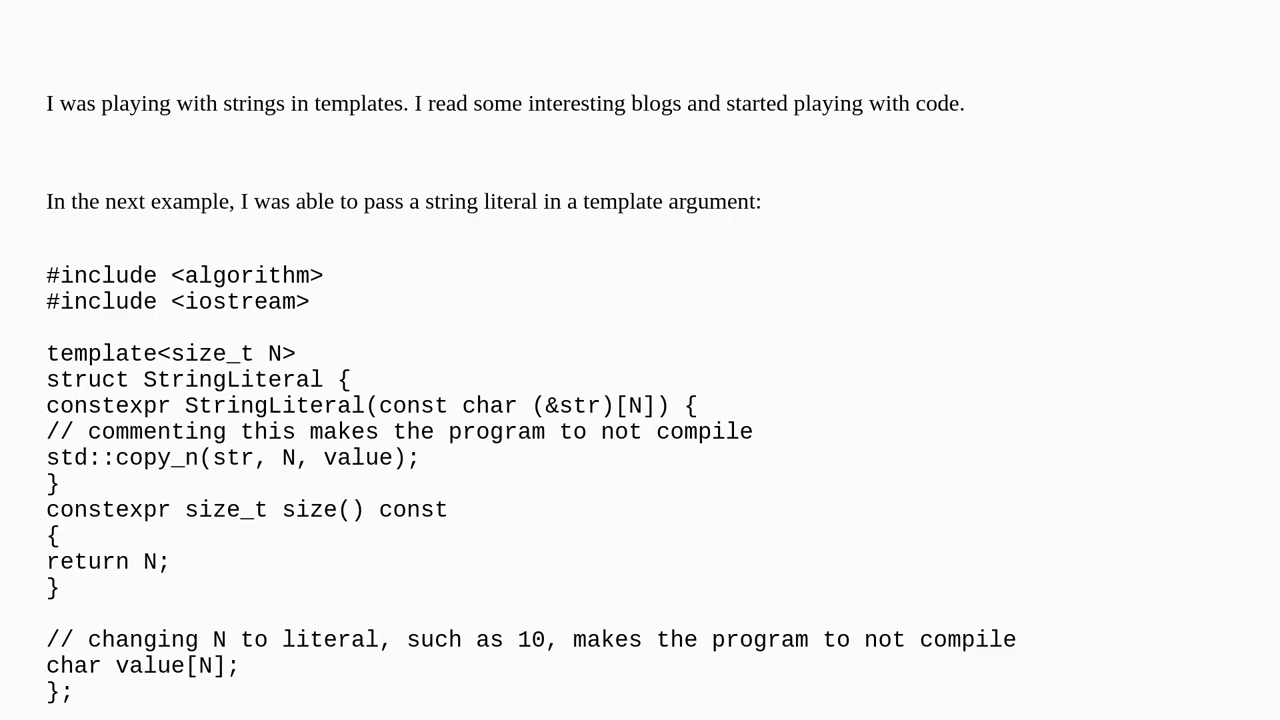 I was playing with strings in templates. I read some interesting blogs and started playing with code.
In the next example, I was able to pass a string literal in a template argument:
#include <algorithm>
#include <iostream>
template<size_t N>
struct StringLiteral {
constexpr StringLiteral(const char (&str)[N]) {
// commenting this makes the program to not compile
std::copy_n(str, N, value);
}
constexpr size_t size() const
{
return N;
}
// changing N to literal, such as 10, makes the program to not compile
char value[N];
};